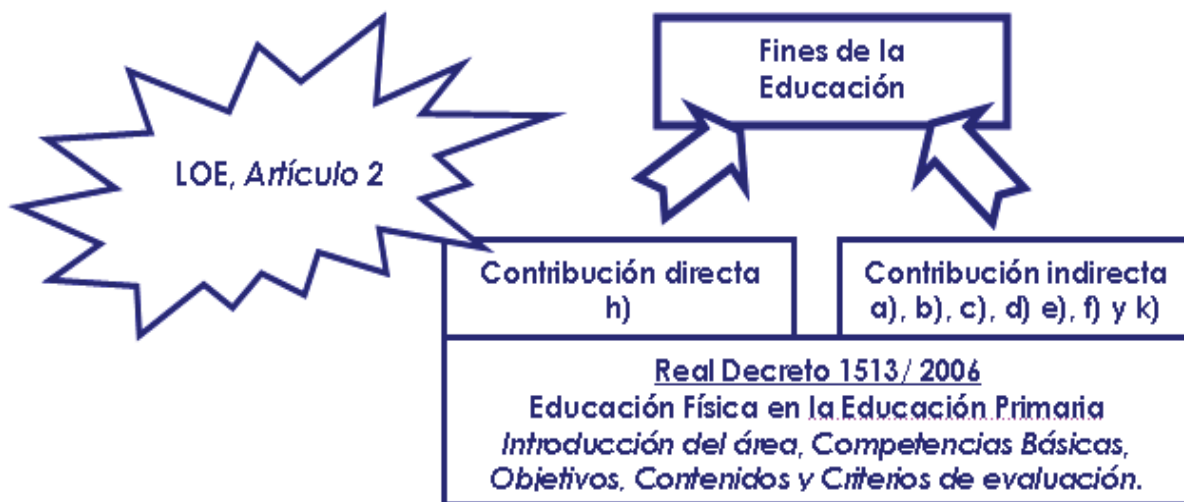 Fines de la
Educación
LOE, Artículo 2
Contribución directa
h)
Contribución indirecta
a), b), c), d) e), f) y k)
Real Decreto 1513/ 2006
Educación Física en la Educación Primaria
Introducción del área, Competencias Básicas,
Objetivos, Contenidos y Criterios de evaluación.